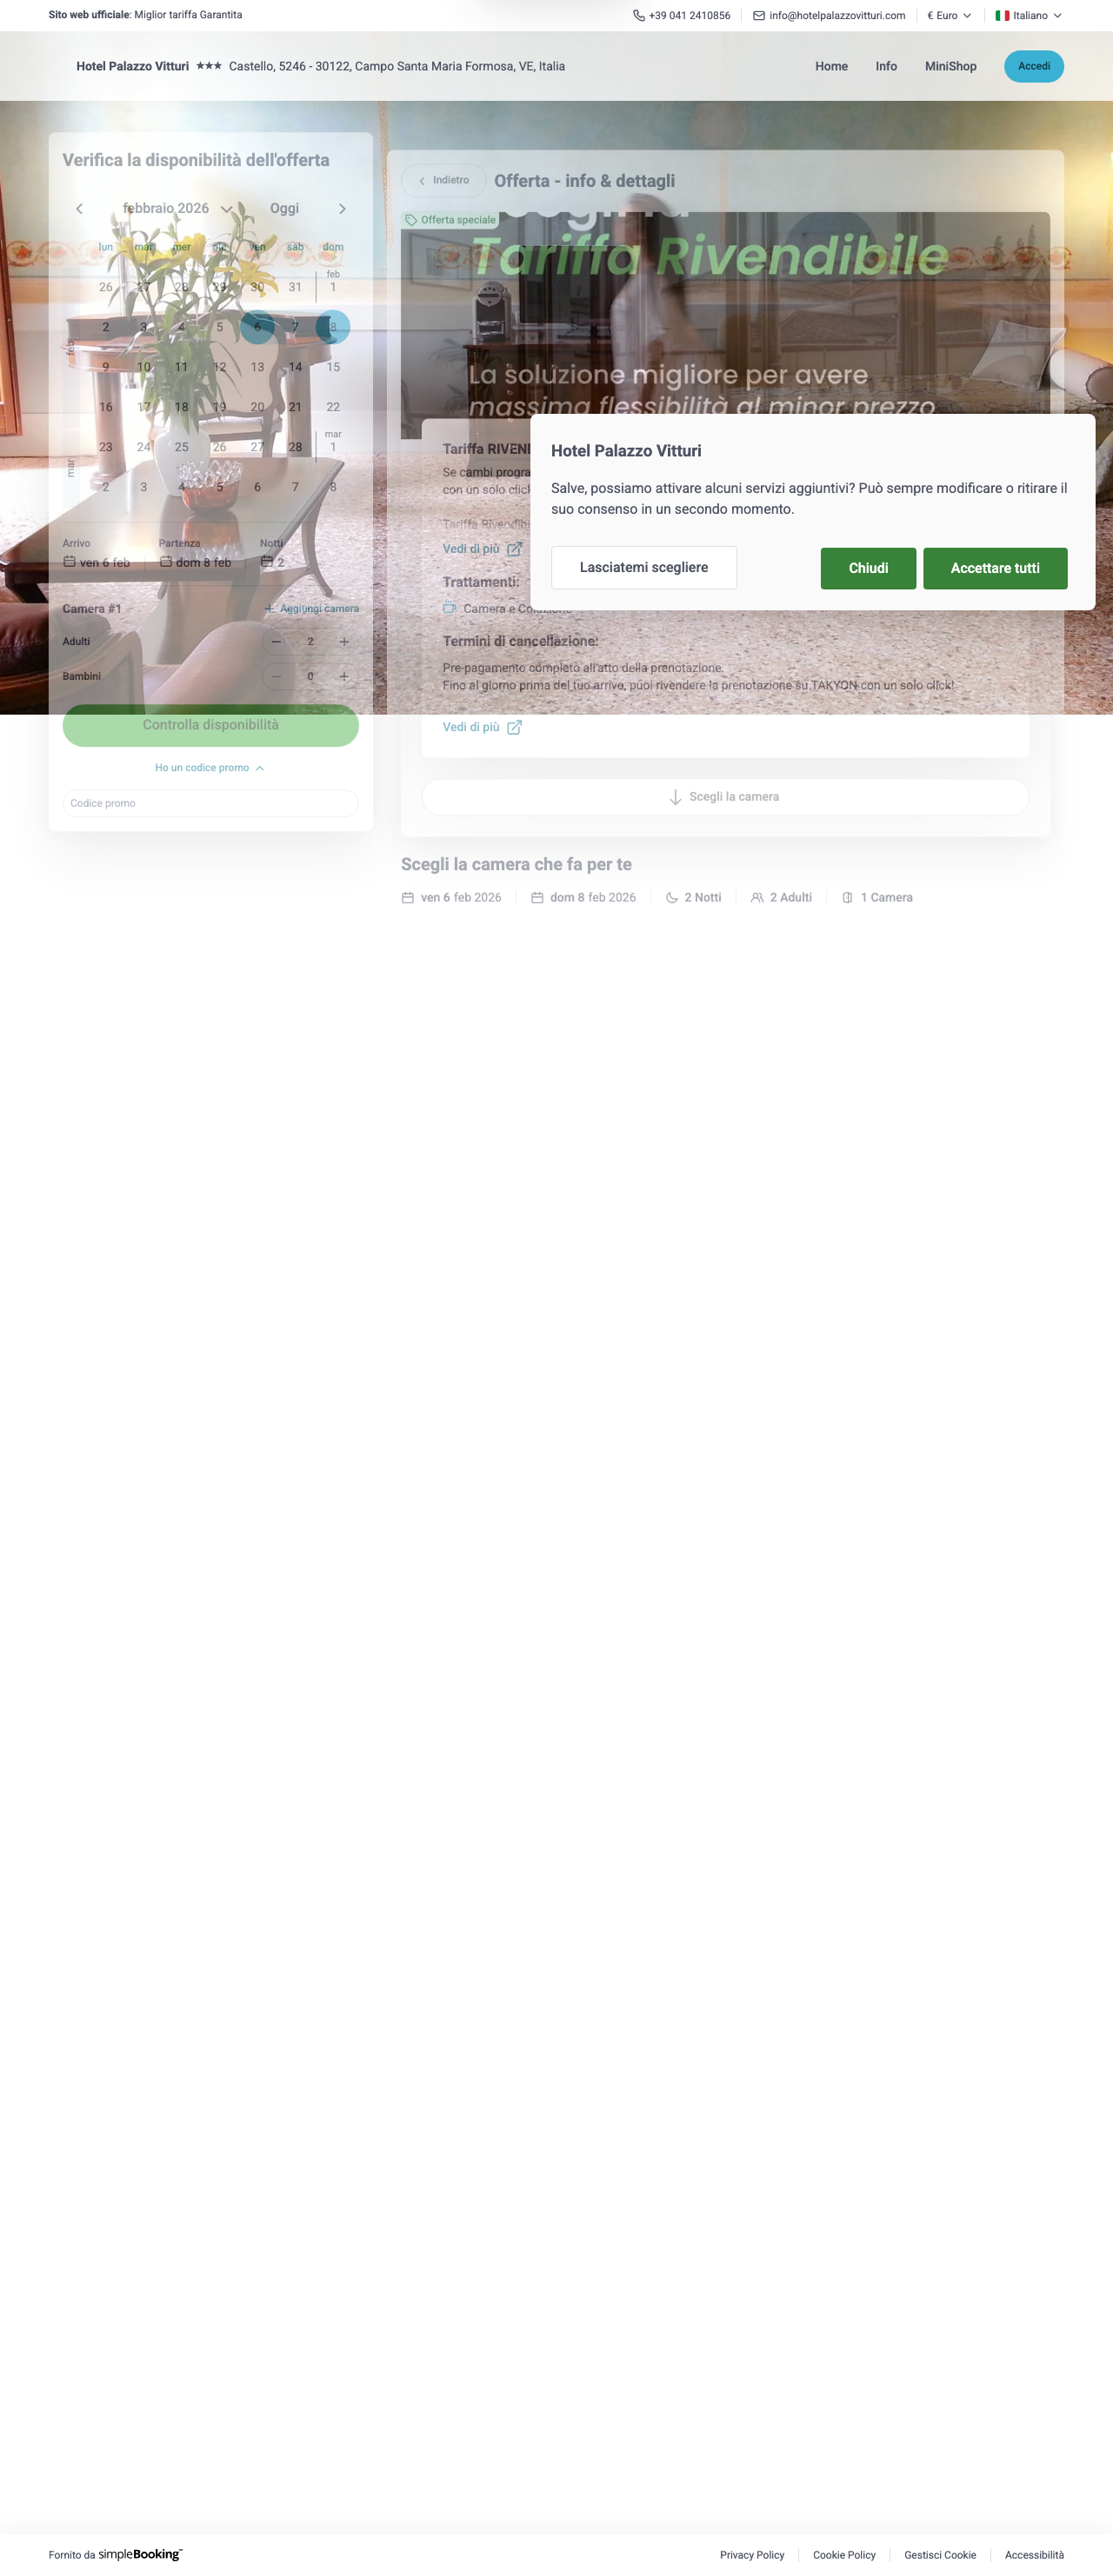 Sito web ufficiale: Miglior tariffa Garantita
+39 041 2410856
info@hotelpalazzovitturi.com
€ Euro
Italiano
Hotel Palazzo Vitturi ★★★ Castello, 5246 - 30122, Campo Santa Maria Formosa, VE, Italia
Home
Info
MiniShop
Accedi
Verifica la disponibilità dell'offerta
febbraio 2026
Oggi
lun mar mer gio ven sab dom
feb
26 27 28 29 30 31 1
2 3 4 5 6 7 8
feb
9 10 11 12 13 14 15
16 17 18 19 20 21 22
mar
23 24 25 26 27 28 1
mar
2 3 4 5 6 7 8
Arrivo
Partenza
Notti
ven 6 feb
dom 8 feb
2
Camera #1
+ Aggiungi camera
Adulti
2
Bambini
0
Controlla disponibilità
Ho un codice promo
Codice promo
Indietro
Offerta - info & dettagli
Offerta speciale
Tariffa Rivendibile
La soluzione migliore per avere
massima flessibilità al minor prezzo
Tariffa
Se cambi progra
con un solo click
Vedi di più
Trattamenti:
Camera e Colazione
Termini di cancellazione:
Pre-pagamento completo all'atto della prenotazione.
Fino al giorno prima del tuo arrivo, puoi rivendere la prenotazione su TAKYON con un solo click!
Vedi di più
Scegli la camera
Hotel Palazzo Vitturi
Salve, possiamo attivare alcuni servizi aggiuntivi? Può sempre modificare o ritirare il
suo consenso in un secondo momento.
Lasciatemi scegliere
Chiudi
Accettare tutti
Scegli la camera che fa per te
ven 6 feb 2026
dom 8 feb 2026
2 Notti
2 Adulti
1 Camera
Fornito da simpleBooking™
Privacy Policy
Cookie Policy
Gestisci Cookie
Accessibilità